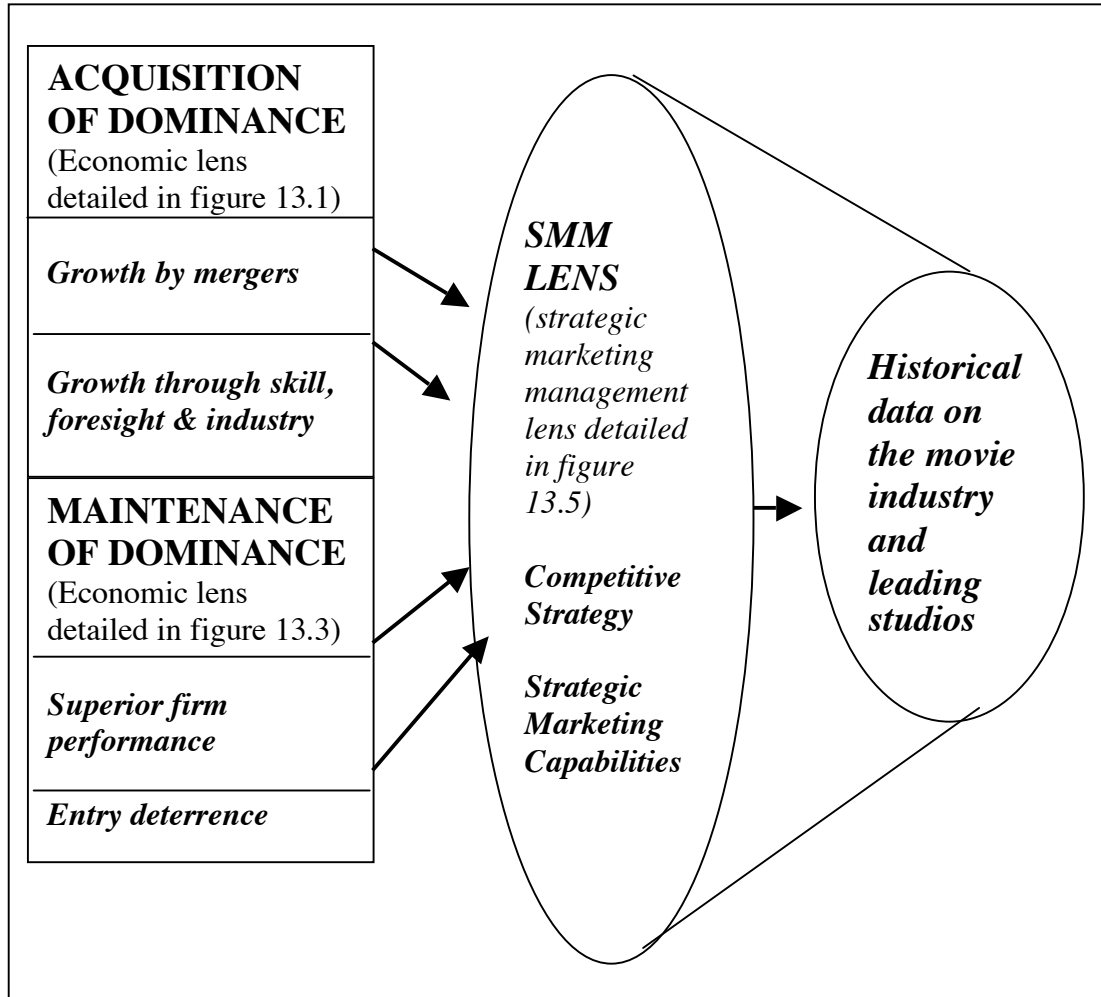 ACQUISITION
OF DOMINANCE
(Economic lens
detailed in figure 13.1)
Growth by mergers
Growth through skill,
foresight & industry
MAINTENANCE
OF DOMINANCE
(Economic lens
detailed in figure 13.3)
Superior firm
performance
Entry deterrence
SMM
LENS
(strategic
marketing
management
lens detailed
in figure
13.5)
Competitive
Strategy
Strategic
Marketing
Capabilities
Historical
data on
the movie
industry
and
leading
studios